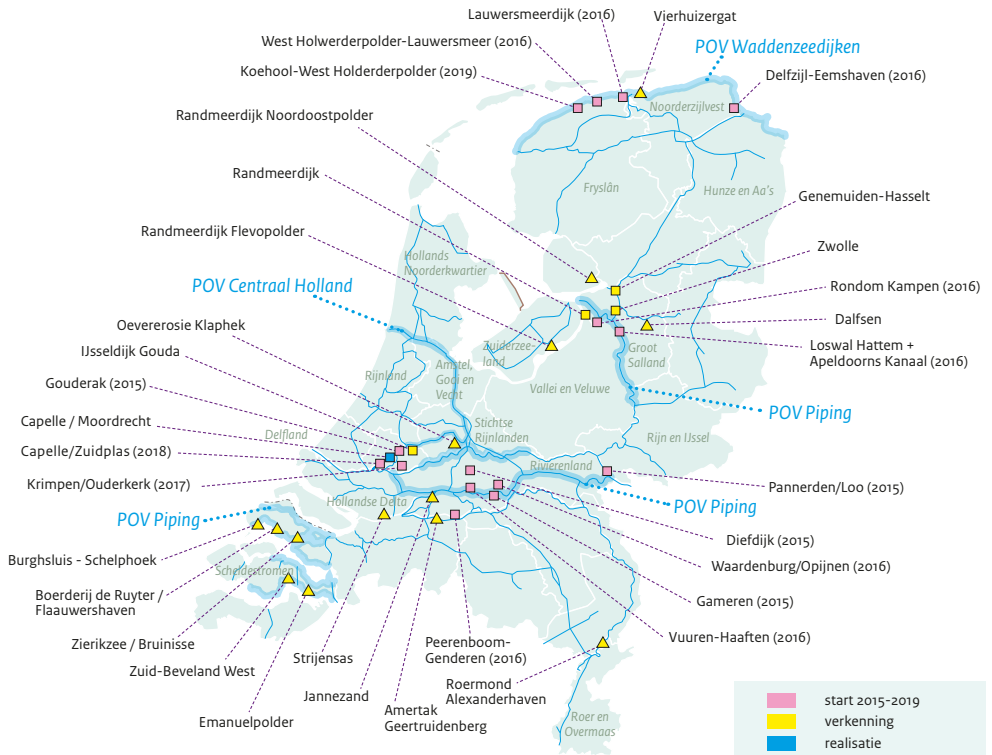 Lauwersmeerdijk (2016)
Vierhuizergat
West Holwerderpolder-Lauwersmeer (2016)
POV Waddenzeedijken
Koehool-West Holderderpolder (2019)
Delfzijl-Eemshaven (2016)
Noorderzijlvest
Randmeerdijk Noordoostpolder
Randmeerdijk
Fryslân
Hunze en Aa's
Genemuiden-Hasselt
Randmeerdijk Flevopolder
Zwolle
Hollands
Noorderkwartier
POV Centraal Holland
Rondom Kampen (2016)
Dalfsen
Oevererosie Klaphek
Loswal Hattem +
Apeldoorns Kanaal (2016)
Zuiderzee-
land
Groot
Salland
IJsseldijk Gouda
Amstel,
Gooi en
Vecht
Rijnland
Vallei en Veluwe
Gouderak (2015)
POV Piping
Capelle / Moordrecht
Stichtse
Rijnlanden
Delfland
Rijn en IJssel
Capelle/Zuidplas (2018)
Rivierenland
Krimpen/Ouderkerk (2017)
Pannerden/Loo (2015)
Hollandse Delta
POV Piping
POV Piping
Diefdijk (2015)
Burghsluis - Schelphoek
Waardenburg/Opijnen (2016)
Scheldestromen
Boerderij de Ruyter /
Flaauwershaven
Gameren (2015)
Zierikzee / Bruinisse
Vuuren-Haaften (2016)
Zuid-Beveland West
Strijensas
Peerenboom-
Genderen (2016)
Jannezand
Roermond
Alexanderhaven
Emanuelpolder
Amertak
Geertruidenberg
Roer en
Overmaas
start 2015-2019
verkenning
realisatie